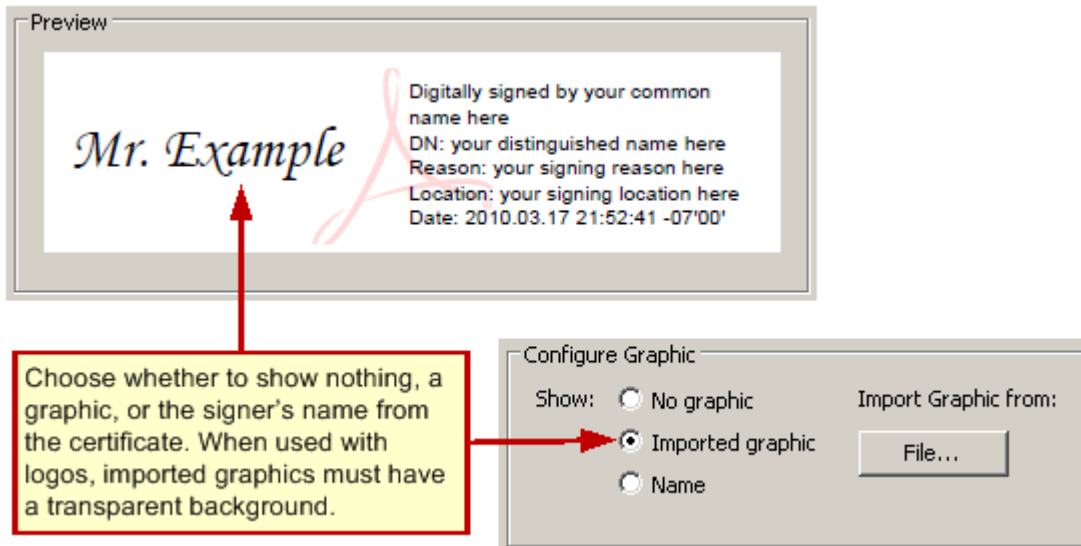 Preview
Mr. Example
Digitally signed by your common
name here
DN: your distinguished name here
Reason: your signing reason here
Location: your signing location here
Date: 2010.03.17 21:52:41 -07'00'
Choose whether to show nothing, a
graphic, or the signer's name from
the certificate. When used with
logos, imported graphics must have
a transparent background.
Configure Graphic
Show:
No graphic
Imported graphic
Name
Import Graphic from:
File...